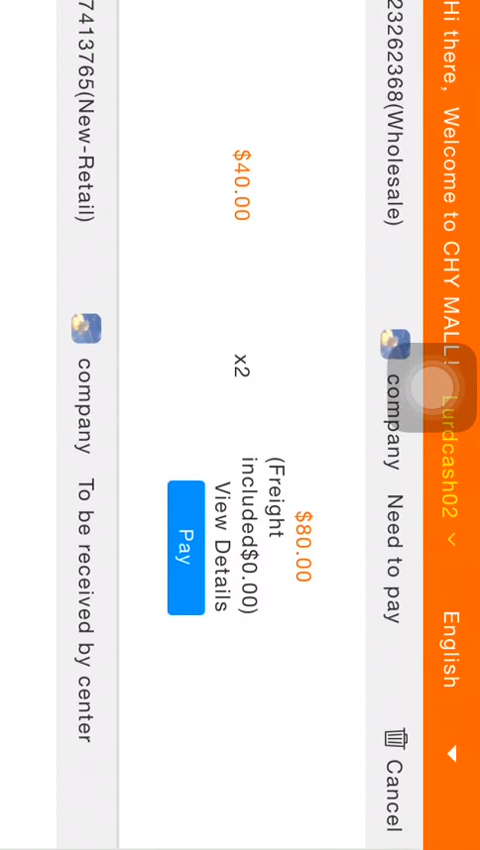 Hi there, Welcome to CHY MALL! Lurdcash02 English
23262368(Wholesale) company Need to pay Cancel
$40.00 x2 $80.00
(Freight
included$0.00)
View Details
Pay
7413765(New-Retail) company To be received by center